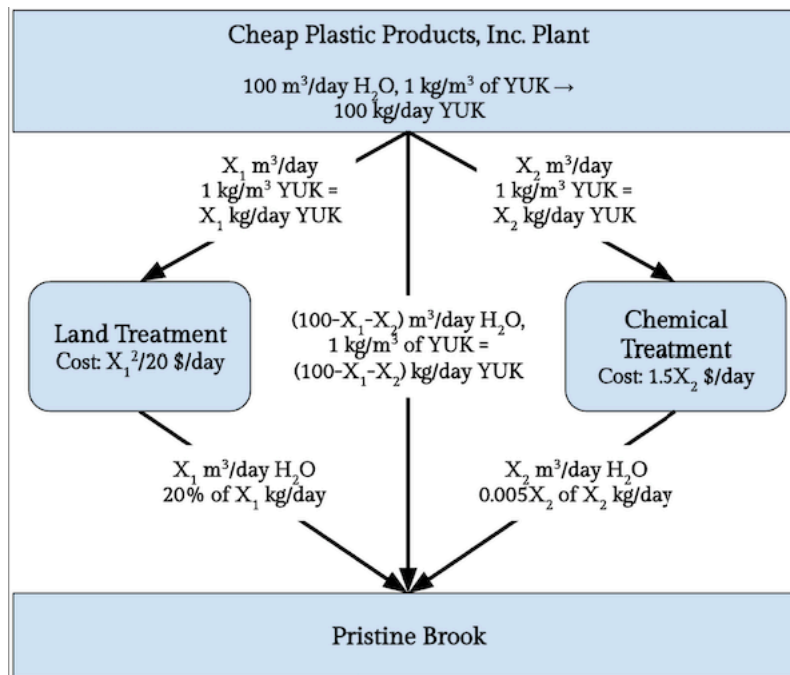 Cheap Plastic Products, Inc. Plant
100 m³/day H₂O, 1 kg/m³ of YUK →
100 kg/day YUK
X₁ m³/day
1 kg/m³ YUK =
X₁ kg/day YUK
X₂ m³/day
1 kg/m³ YUK =
X₂ kg/day YUK
Land Treatment
Cost: X₁²/20 $/day
(100-X₁-X₂) m³/day H₂O,
1 kg/m³ of YUK =
(100-X₁-X₂) kg/day YUK
Chemical
Treatment
Cost: 1.5X₂ $/day
X₁ m³/day H₂O
20% of X₁ kg/day
X₂ m³/day H₂O
0.005X₂ of X₂ kg/day
Pristine Brook